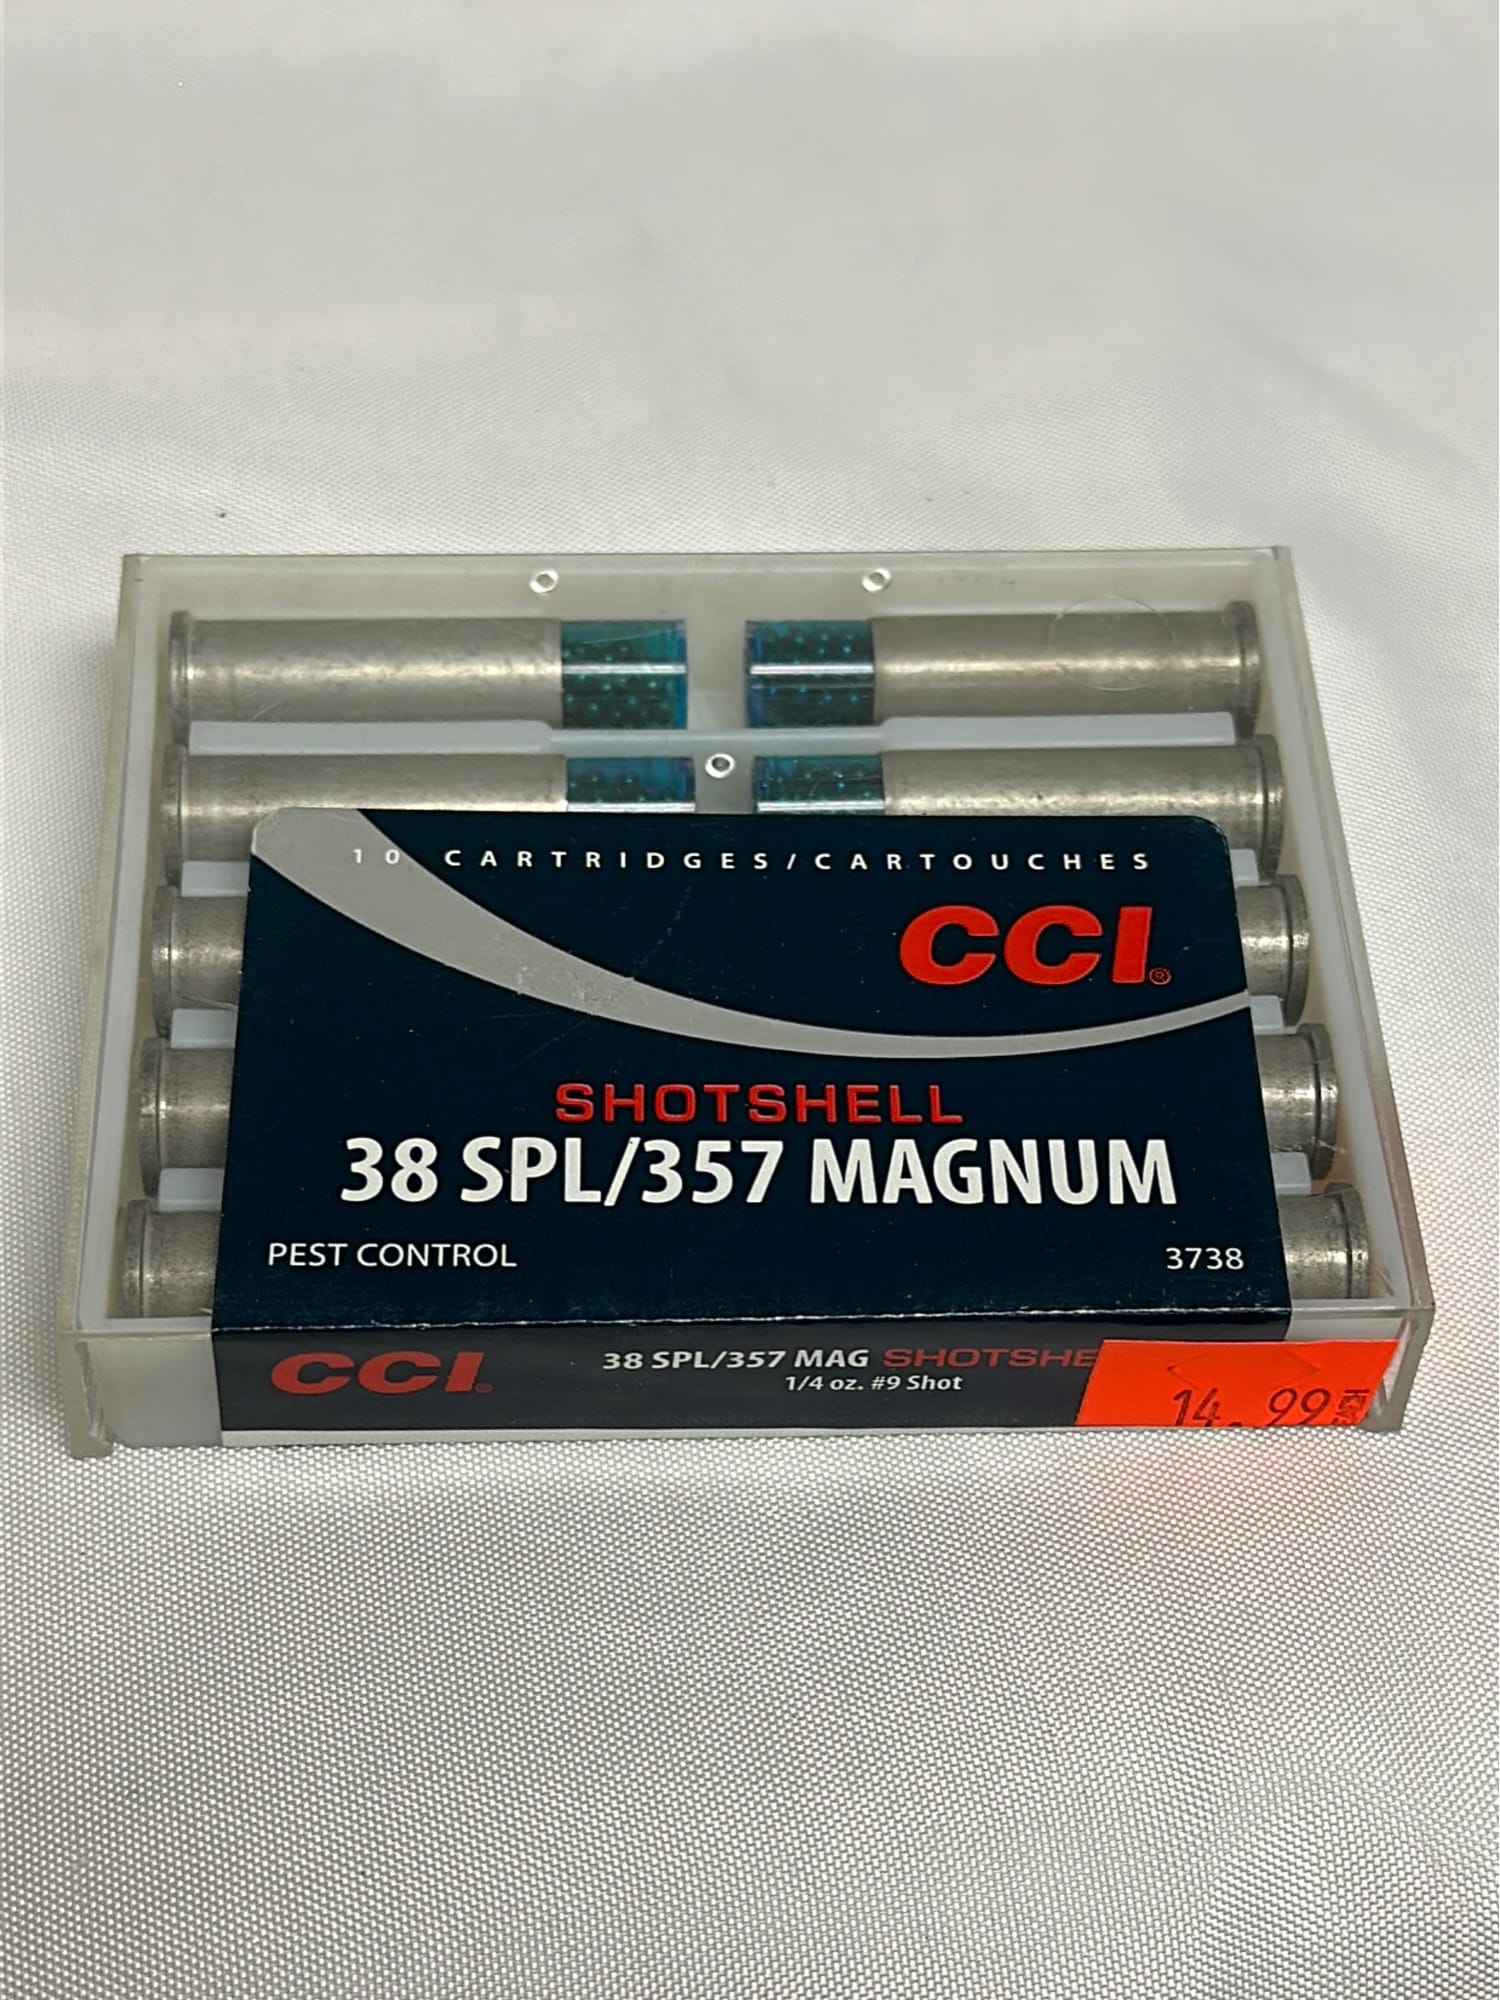 10 CARTRIDGES/CARTOUCHES
CCI®
SHOTSHELL
38 SPL/357 MAGNUM
PEST CONTROL 3738
CCI® 38 SPL/357 MAG SHOTSHE
1/4 oz. #9 Shot
14.99